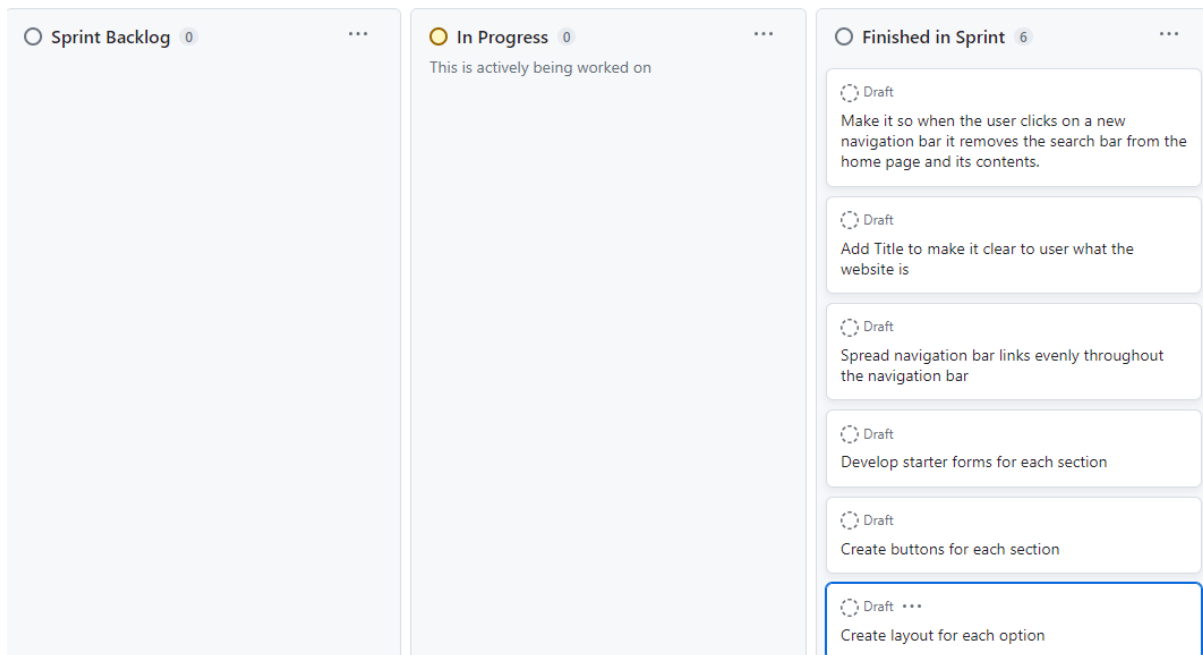 Sprint Backlog 0 ...
In Progress 0 ...
This is actively being worked on
Finished in Sprint 6 ...
Draft
Make it so when the user clicks on a new
navigation bar it removes the search bar from the
home page and its contents.
Draft
Add Title to make it clear to user what the
website is
Draft
Spread navigation bar links evenly throughout
the navigation bar
Draft
Develop starter forms for each section
Draft
Create buttons for each section
Draft ...
Create layout for each option